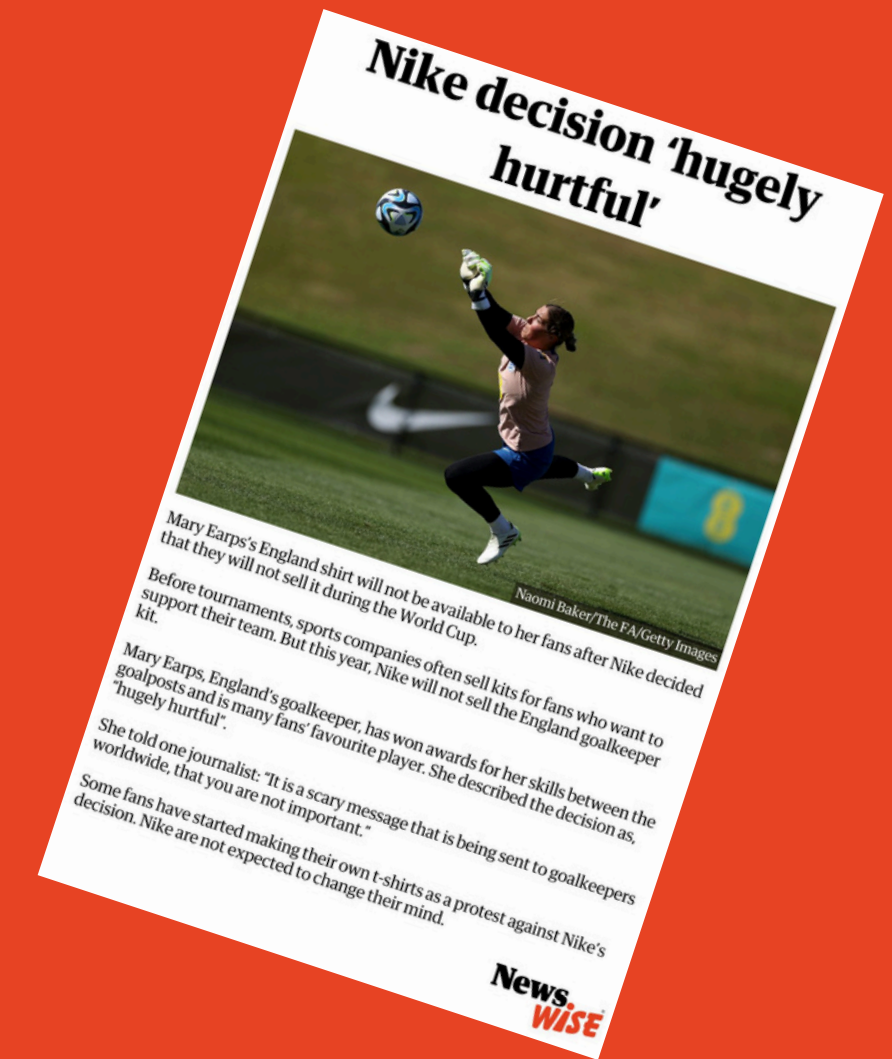 Nike decision ‘hugely
hurtful’
8
Naomi Baker/The FA/Getty Images
Mary Earps's England shirt will not be available to her fans after Nike decided
that they will not sell it during the World Cup.
Before tournaments, sports companies often sell kits for fans who want to
support their team. But this year, Nike will not sell the England goalkeeper
kit.
Mary Earps, England's goalkeeper, has won awards for her skills between the
goalposts and is many fans' favourite player. She described the decision as,
"hugely hurtful".
She told one journalist: "It is a scary message that is being sent to goalkeepers
worldwide, that you are not important."
Some fans have started making their own t-shirts as a protest against Nike's
decision. Nike are not expected to change their mind.
News
WiSE